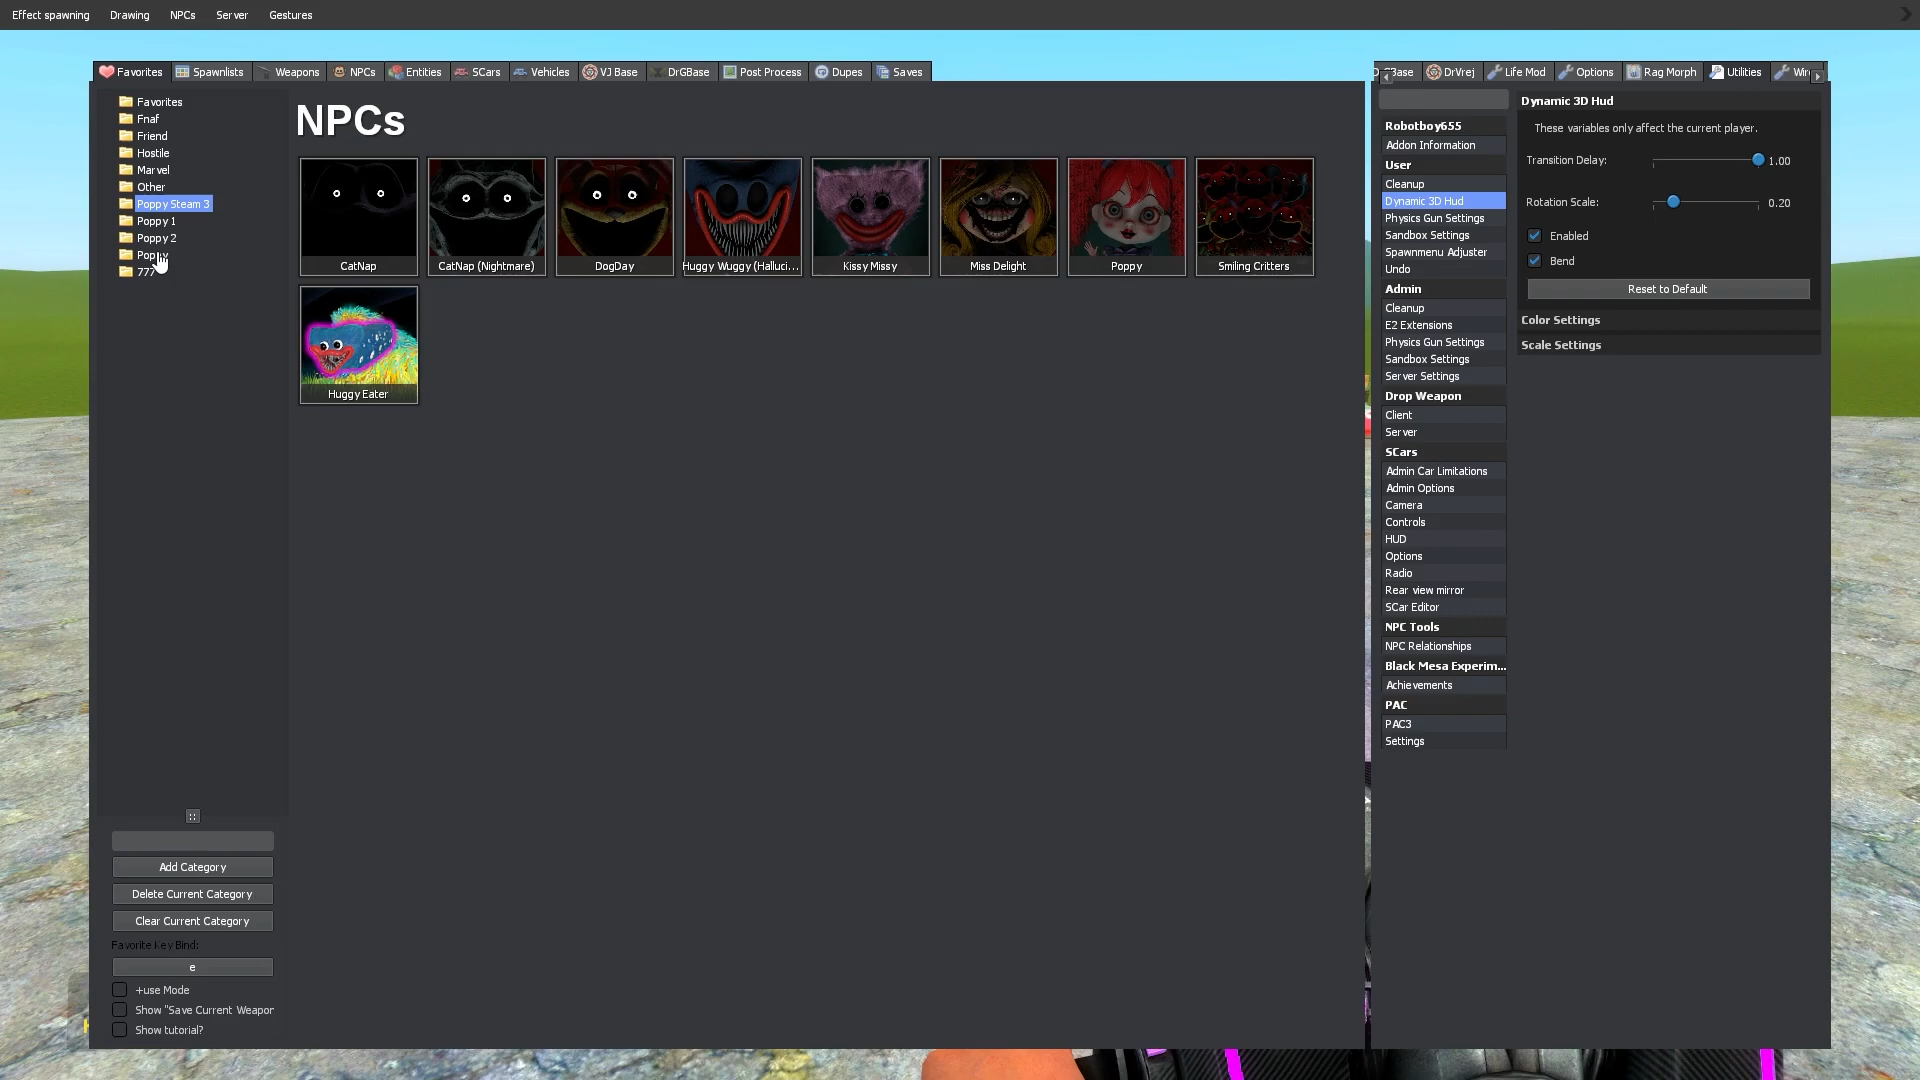 Effect spawning Drawing NPCs Server Gestures
Favorites Spawnlists Weapons NPCs Entities SCars Vehicles VJ Base DrGBase Post Process Dupes Saves
Favorites
Fnaf
Friend
Hostile
Marvel
Other
Poppy Steam 3
Poppy 1
Poppy 2
Poppy
777
NPCs
CatNap CatNap (Nightmare) DogDay Huggy Wuggy (Halluci... Kissy Missy Miss Delight Poppy Smiling Critters
Huggy Eater
Add Category
Delete Current Category
Clear Current Category
Favorite Key Bind:
e
+use Mode
Show "Save Current Weapon
Show tutorial?
Base DrVrej Life Mod Options Rag Morph Utilities
Robotboy655
Addon Information
User
Cleanup
Dynamic 3D Hud
Physics Gun Settings
Sandbox Settings
Spawnmenu Adjuster
Undo
Admin
Cleanup
E2 Extensions
Physics Gun Settings
Sandbox Settings
Server Settings
Drop Weapon
Client
Server
SCars
Admin Car Limitations
Admin Options
Camera
Controls
HUD
Options
Radio
Rear view mirror
SCar Editor
NPC Tools
NPC Relationships
Black Mesa Experim...
Achievements
PAC
PAC3
Settings
Dynamic 3D Hud
These variables only affect the current player.
Transition Delay: 1.00
Rotation Scale: 0.20
Enabled
Bend
Reset to Default
Color Settings
Scale Settings